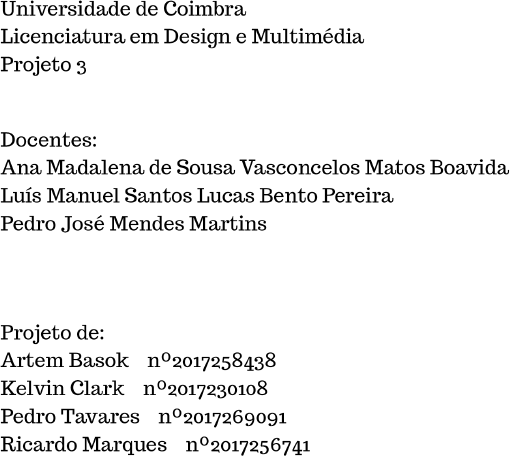 Universidade de Coimbra
Licenciatura em Design e Multimédia
Projeto 3
Docentes:
Ana Madalena de Sousa Vasconcelos Matos Boavida
Luís Manuel Santos Lucas Bento Pereira
Pedro José Mendes Martins
Projeto de:
Artem Basok nº2017258438
Kelvin Clark nº2017230108
Pedro Tavares nº2017269091
Ricardo Marques nº2017256741